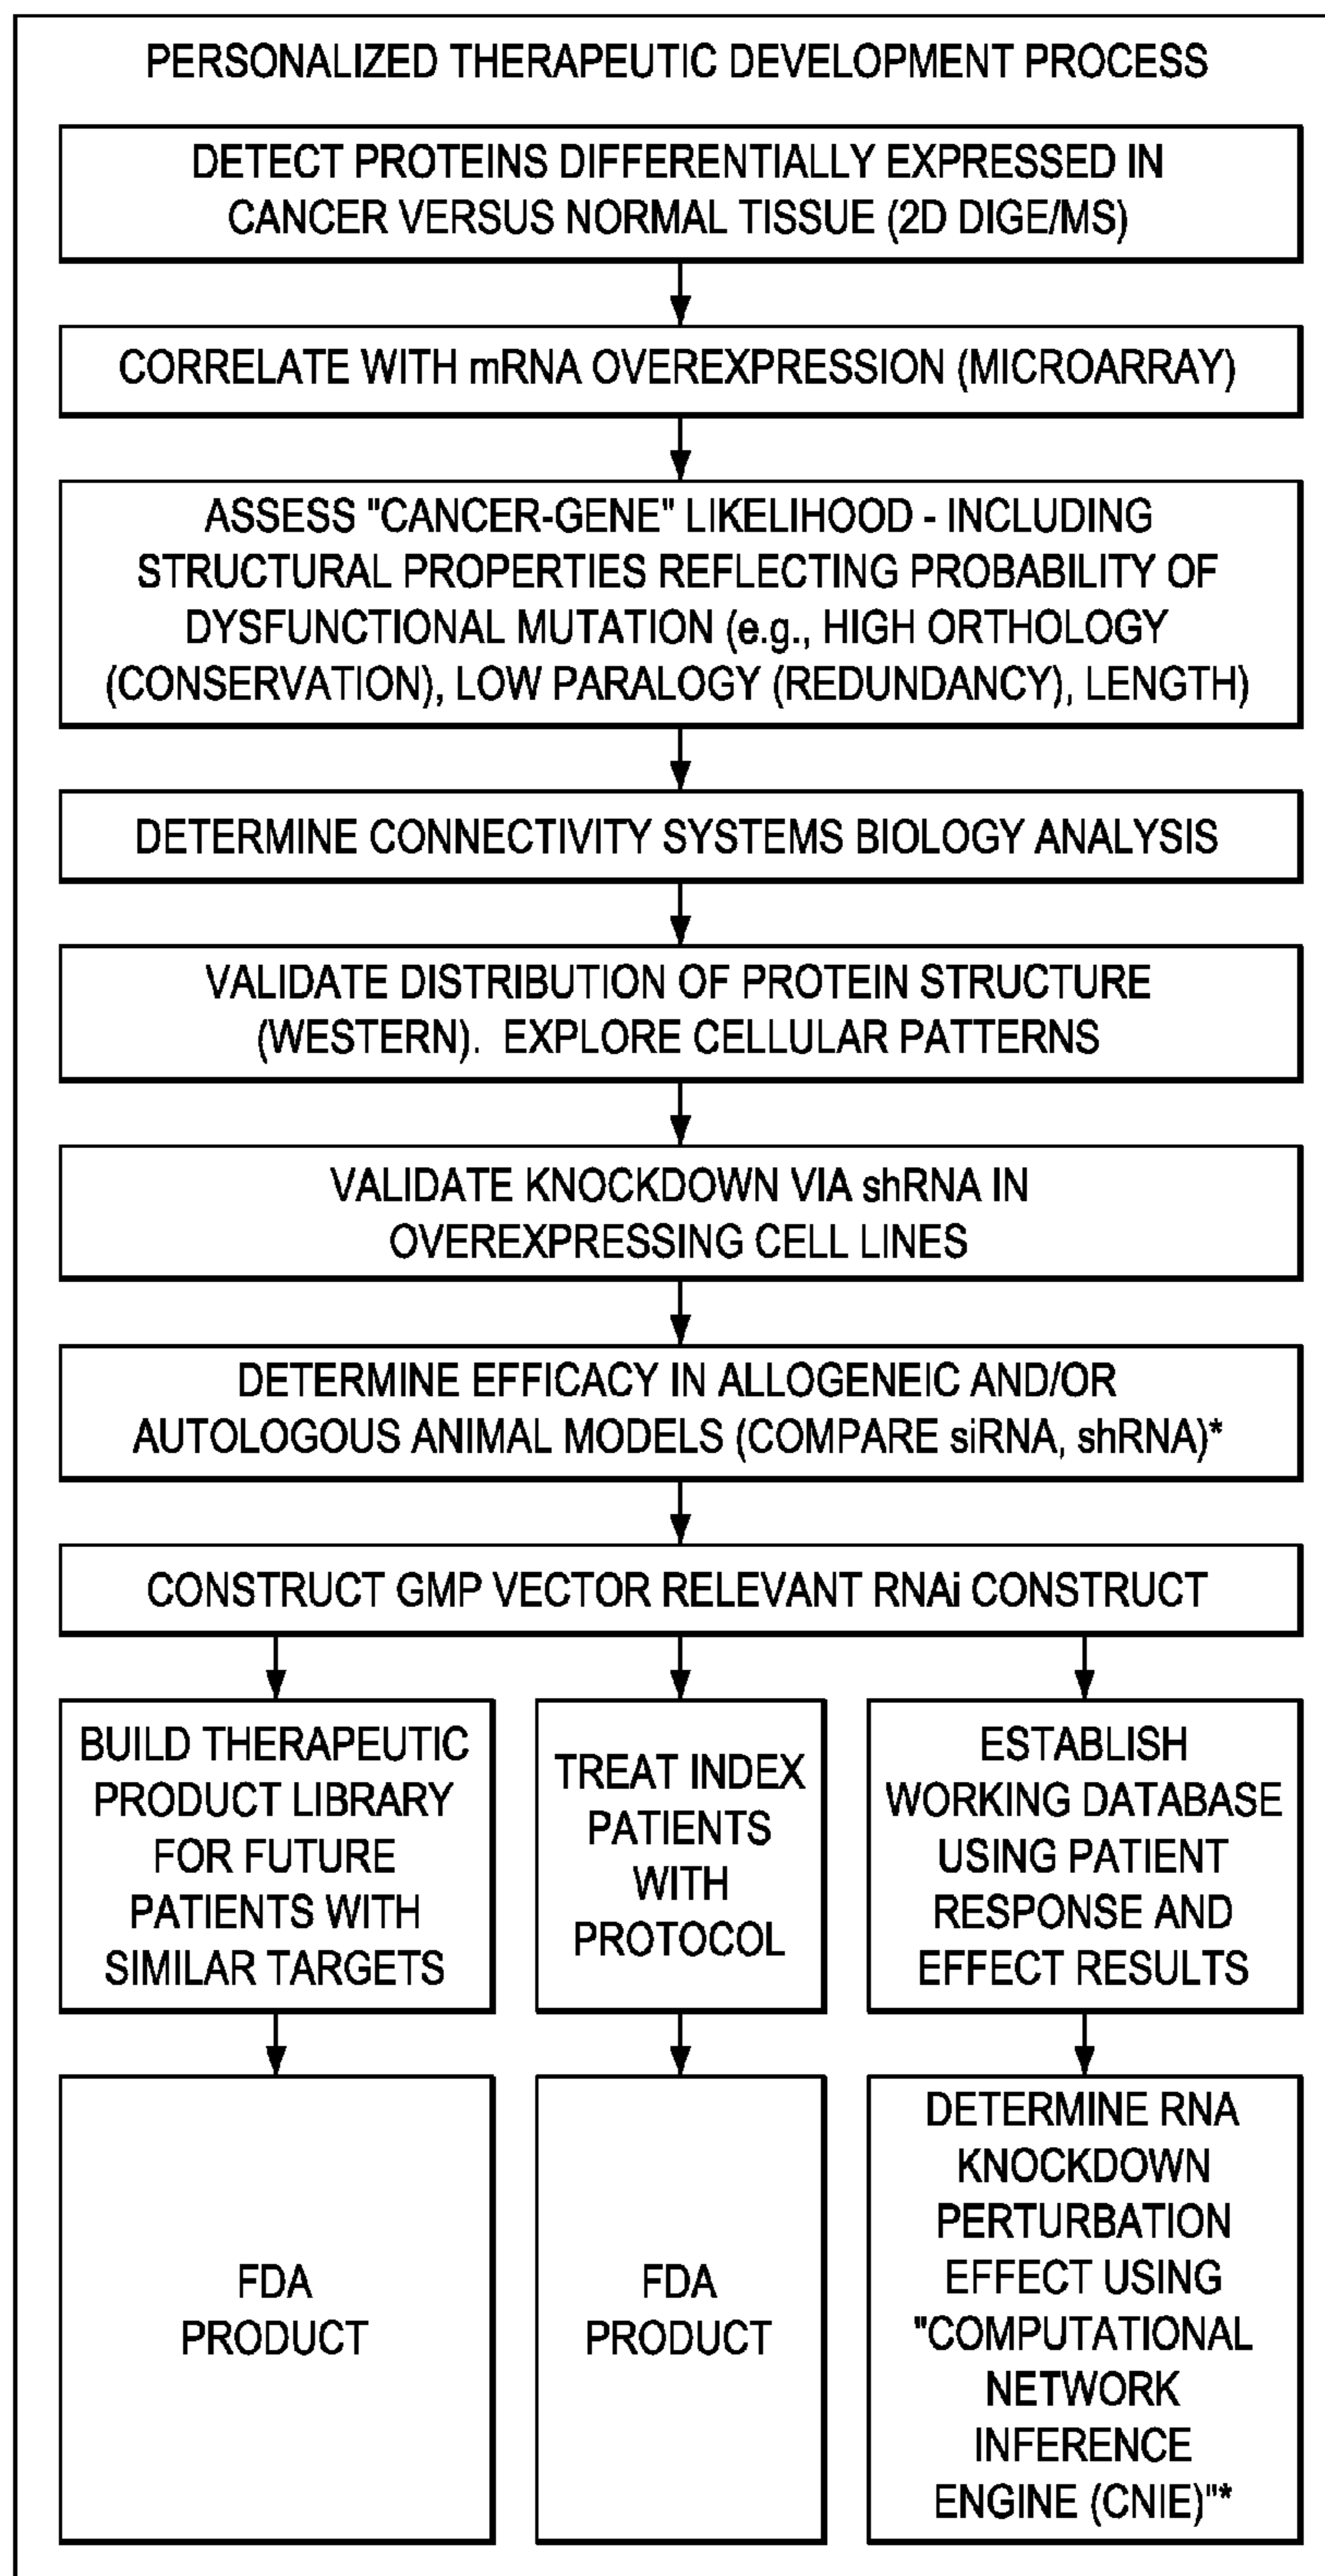 PERSONALIZED THERAPEUTIC DEVELOPMENT PROCESS
DETECT PROTEINS DIFFERENTIALLY EXPRESSED IN
CANCER VERSUS NORMAL TISSUE (2D DIGE/MS)
CORRELATE WITH mRNA OVEREXPRESSION (MICROARRAY)
ASSESS "CANCER-GENE" LIKELIHOOD - INCLUDING
STRUCTURAL PROPERTIES REFLECTING PROBABILITY OF
DYSFUNCTIONAL MUTATION (e.g., HIGH ORTHOLOGY
(CONSERVATION), LOW PARALOGY (REDUNDANCY), LENGTH)
DETERMINE CONNECTIVITY SYSTEMS BIOLOGY ANALYSIS
VALIDATE DISTRIBUTION OF PROTEIN STRUCTURE
(WESTERN). EXPLORE CELLULAR PATTERNS
VALIDATE KNOCKDOWN VIA shRNA IN
OVEREXPRESSING CELL LINES
DETERMINE EFFICACY IN ALLOGENEIC AND/OR
AUTOLOGOUS ANIMAL MODELS (COMPARE siRNA, shRNA)*
CONSTRUCT GMP VECTOR RELEVANT RNAi CONSTRUCT
BUILD THERAPEUTIC
PRODUCT LIBRARY
FOR FUTURE
PATIENTS WITH
SIMILAR TARGETS
TREAT INDEX
PATIENTS
WITH
PROTOCOL
ESTABLISH
WORKING DATABASE
USING PATIENT
RESPONSE AND
EFFECT RESULTS
FDA
PRODUCT
FDA
PRODUCT
DETERMINE RNA
KNOCKDOWN
PERTURBATION
EFFECT USING
"COMPUTATIONAL
NETWORK
INFERENCE
ENGINE (CNIE)"*